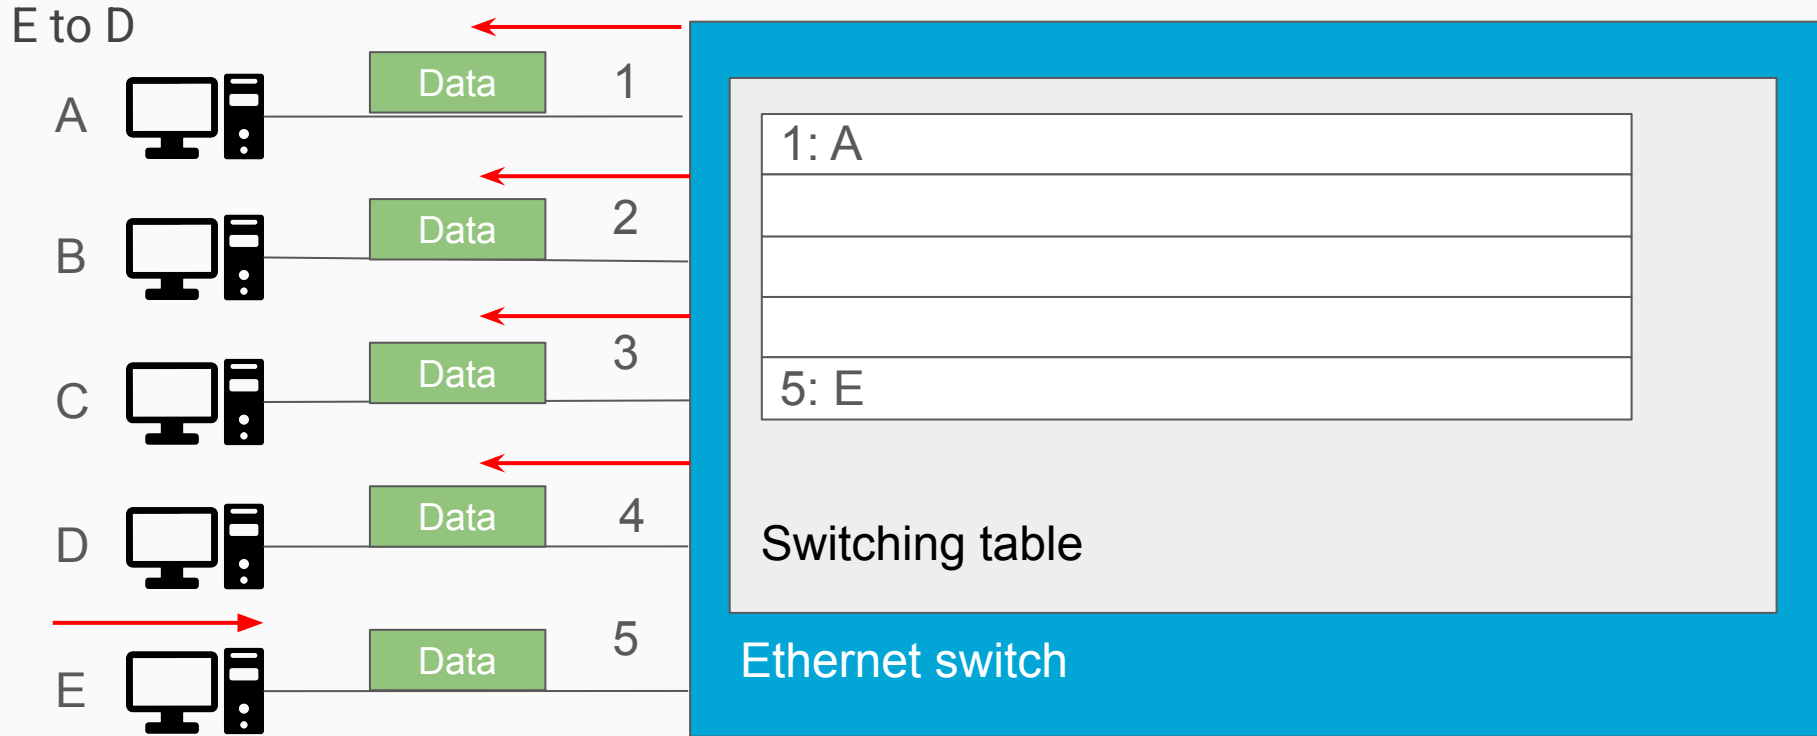 E to D
A
Data
1
B
Data
2
C
Data
3
D
Data
4
E
Data
5
1: A
5: E
Switching table
Ethernet switch